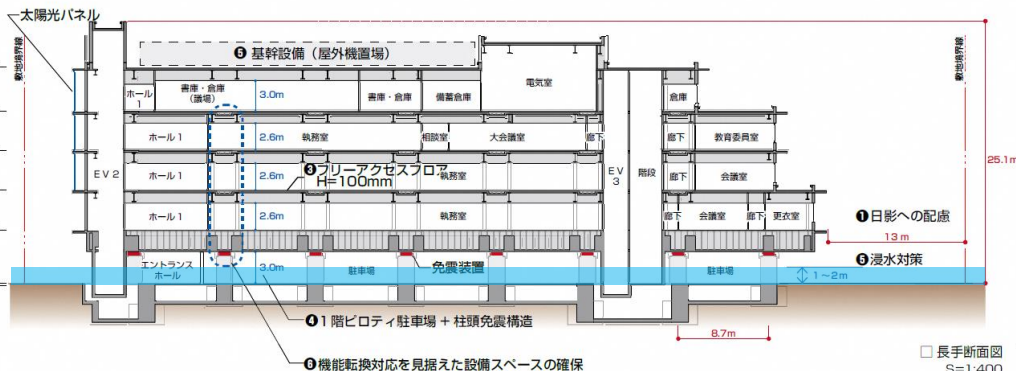 太陽光パネル
敷地境界線
❺ 基幹設備（屋外機置場）
敷地境界線
電気室
ホール
1
書庫・倉庫
（議場）
3.0m
書庫・倉庫
備蓄倉庫
倉庫
ホール 1
2.6m
執務室
相談室
大会議室
廊下
廊下
教育委員室
25.1m
EV2
❸フリーアクセスフロア
H=100mm
2.6m
執務室
EV
3
階段
廊下
会議室
ホール 1
2.6m
執務室
廊下
会議室
廊下
更衣室
❶日影への配慮
13 m
エントランス
ホール
3.0m
駐車場
免震装置
駐車場
❺浸水対策
1～2m
❹1階ピロティ駐車場 + 柱頭免震構造
8.7m
❻機能転換対応を見据えた設備スペースの確保
□ 長手断面図
S=1:400